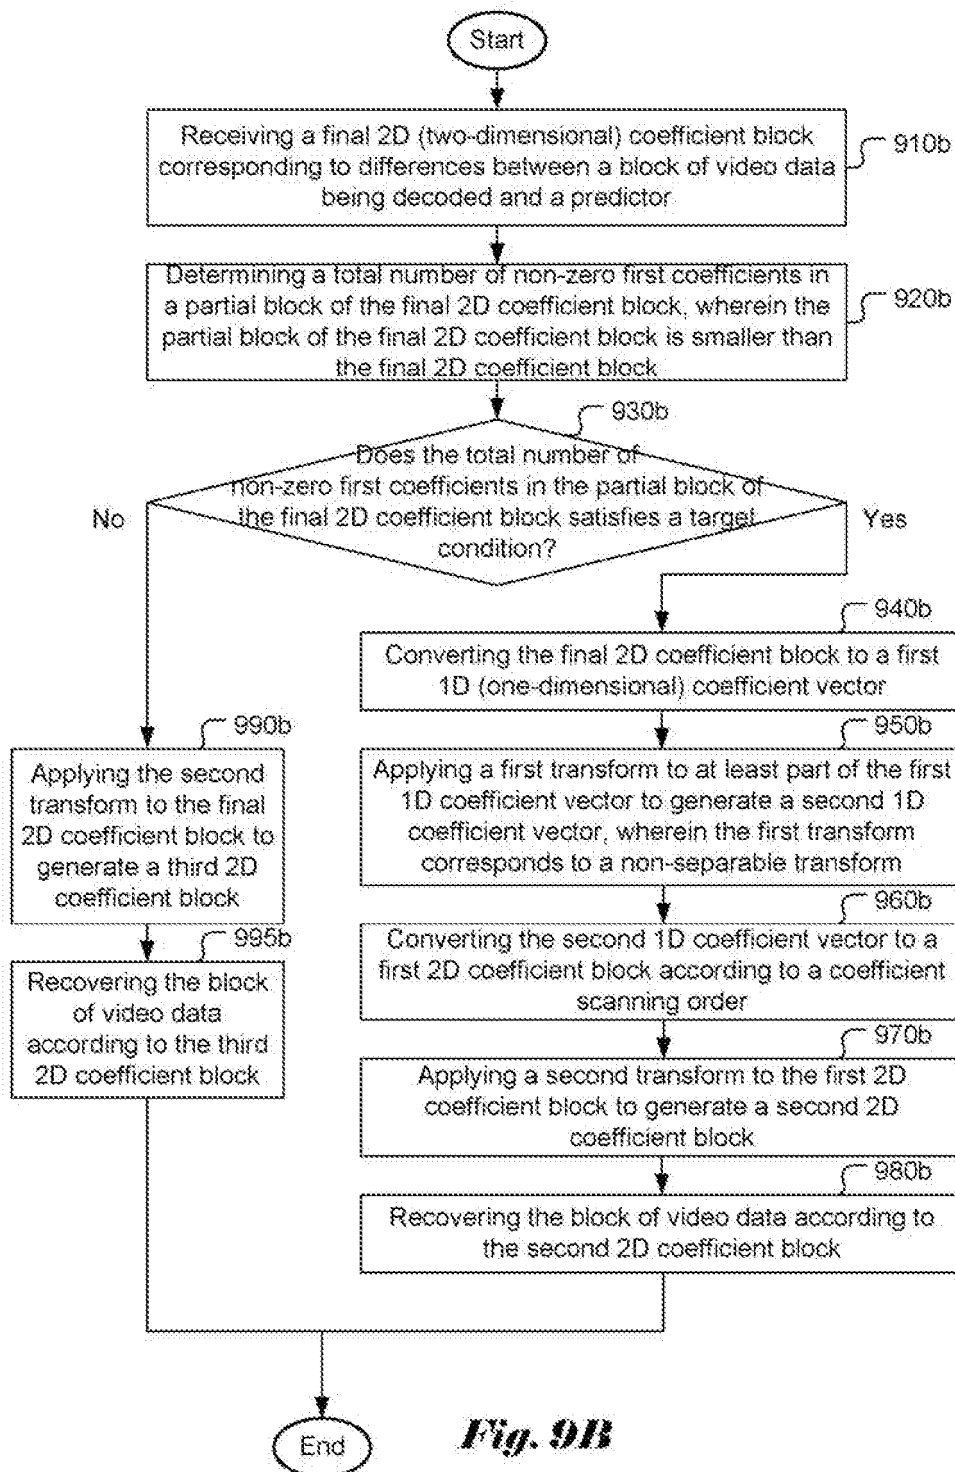 Start
Receiving a final 2D (two-dimensional) coefficient block
corresponding to differences between a block of video data
being decoded and a predictor
910b
Determining a total number of non-zero first coefficients in
a partial block of the final 2D coefficient block, wherein the
partial block of the final 2D coefficient block is smaller than
the final 2D coefficient block
920b
930b
Does the total number of
non-zero first coefficients in the partial block of
the final 2D coefficient block satisfies a target
condition?
No
Yes
940b
Converting the final 2D coefficient block to a first
1D (one-dimensional) coefficient vector
950b
Applying a first transform to at least part of the first
1D coefficient vector to generate a second 1D
coefficient vector, wherein the first transform
corresponds to a non-separable transform
960b
Converting the second 1D coefficient vector to a
first 2D coefficient block according to a coefficient
scanning order
970b
Applying a second transform to the first 2D
coefficient block to generate a second 2D
coefficient block
980b
Recovering the block of video data according to
the second 2D coefficient block
990b
Applying the second
transform to the final
2D coefficient block to
generate a third 2D
coefficient block
995b
Recovering the block
of video data
according to the third
2D coefficient block
End
Fig. 9B